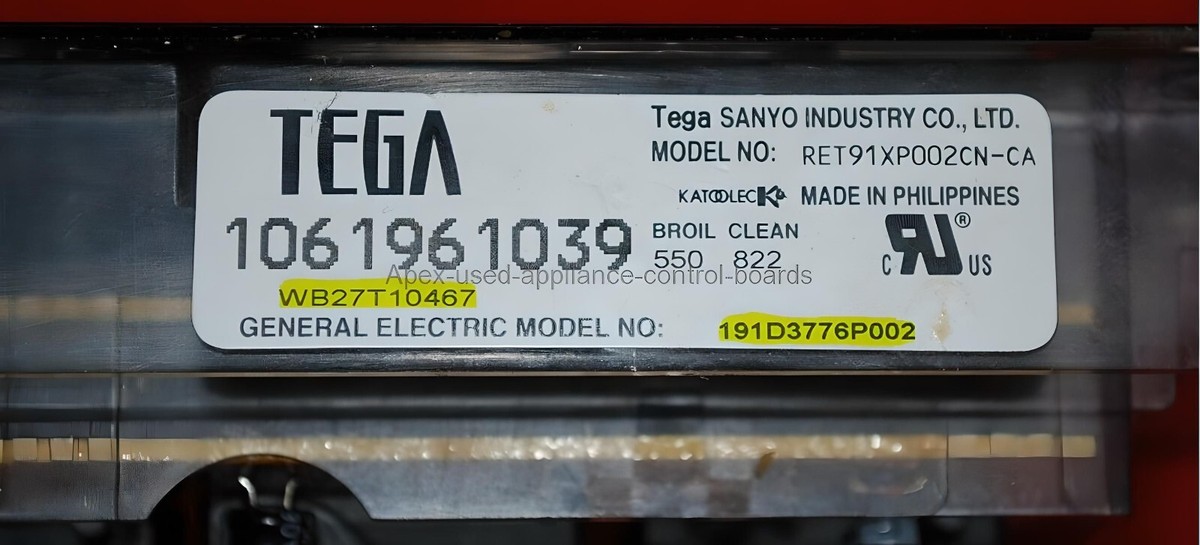 TEGA
Tega SANYO INDUSTRY CO., LTD.
MODEL NO: RET91XP002CN-CA
KATOOLEC K MADE IN PHILIPPINES
1061961039
BROIL CLEAN
550 822
c RU ® US
Apex-used-appliance-control-boards
WB27T10467
GENERAL ELECTRIC MODEL NO: 191D3776P002